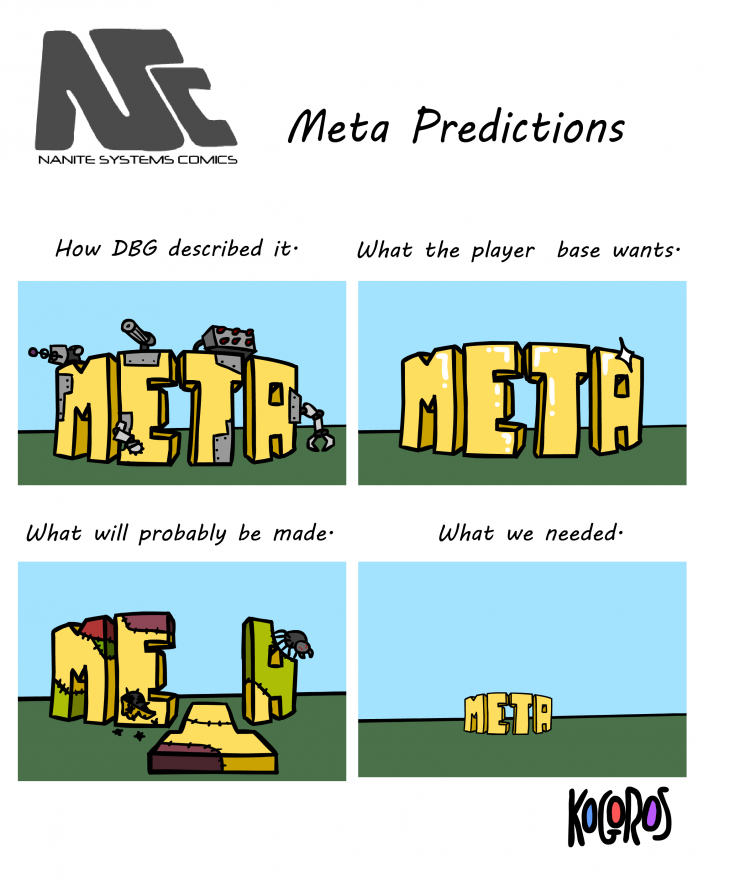 NSC
NANITE SYSTEMS COMICS
Meta Predictions
How DBG described it.
What the player base wants.
META
META
What will probably be made.
What we needed.
META
META
KOGOROS